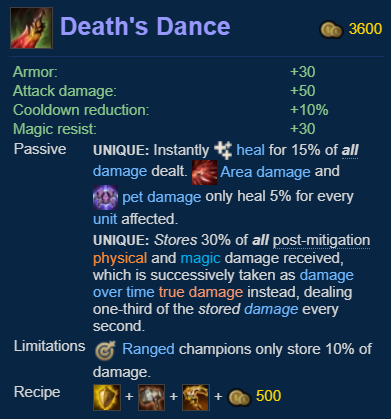 Death's Dance 3600
Armor: +30
Attack damage: +50
Cooldown reduction: +10%
Magic resist: +30
Passive UNIQUE: Instantly heal for 15% of all
damage dealt. Area damage and
pet damage only heal 5% for every
unit affected.
UNIQUE: Stores 30% of all post-mitigation
physical and magic damage received,
which is successively taken as damage
over time true damage instead, dealing
one-third of the stored damage every
second.
Limitations Ranged champions only store 10% of
damage.
Recipe + + + 500